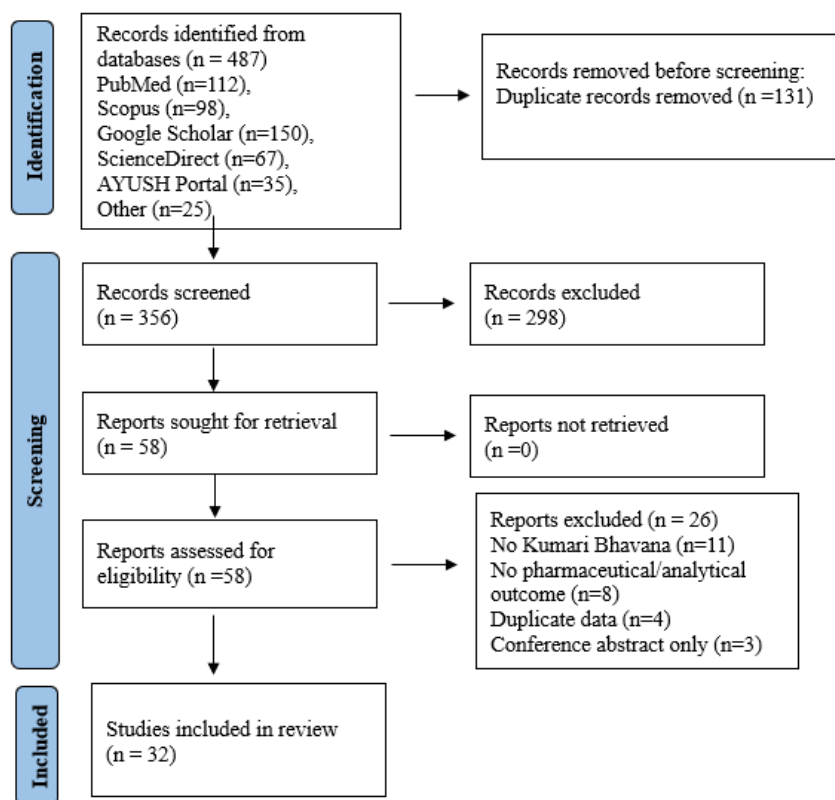 Identification
Records identified from
databases (n = 487)
PubMed (n=112),
Scopus (n=98),
Google Scholar (n=150),
ScienceDirect (n=67),
AYUSH Portal (n=35),
Other (n=25)
Records removed before screening:
Duplicate records removed (n =131)
Screening
Records screened
(n = 356)
Records excluded
(n = 298)
Reports sought for retrieval
(n = 58)
Reports not retrieved
(n =0)
Reports assessed for
eligibility (n =58)
Reports excluded (n = 26)
No Kumari Bhavana (n=11)
No pharmaceutical/analytical
outcome (n=8)
Duplicate data (n=4)
Conference abstract only (n=3)
Included
Studies included in review
(n = 32)